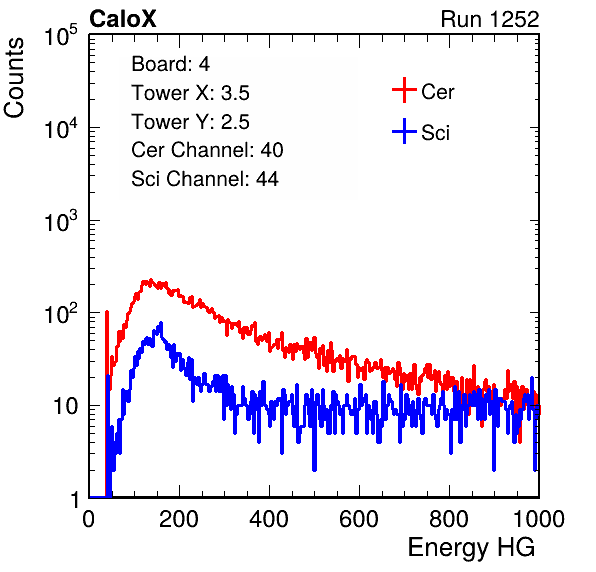 CaloX Run 1252
Counts
10^5
10^4
10^3
10^2
10
1
Board: 4
Tower X: 3.5
Tower Y: 2.5
Cer Channel: 40
Sci Channel: 44
Cer
Sci
0 200 400 600 800 1000
Energy HG